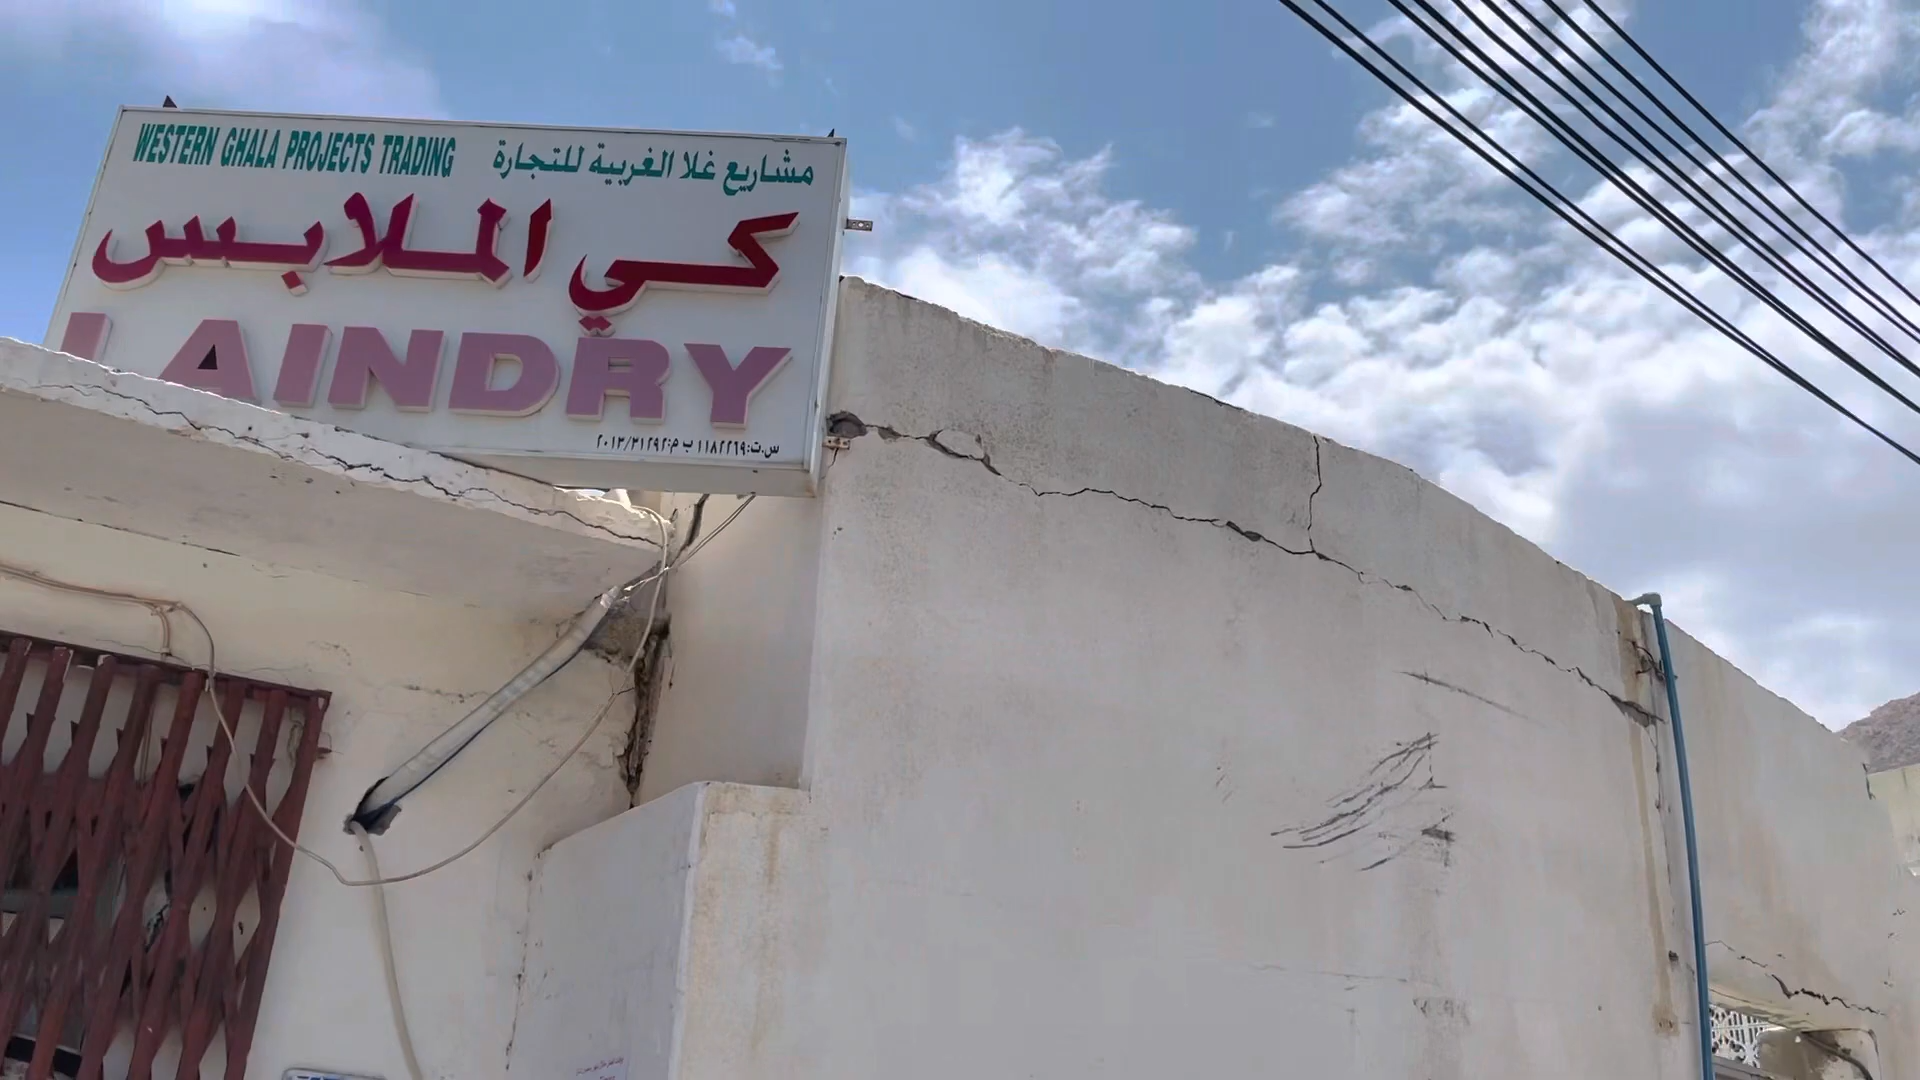 WESTERN GHALA PROJECTS TRADING مشاريع غلا الغربية للتجارة
كي الملابس
LAINDRY
س.ت:١١٨٢٢٦٩ ب م:٢٠١٣/٣١٢٩٢